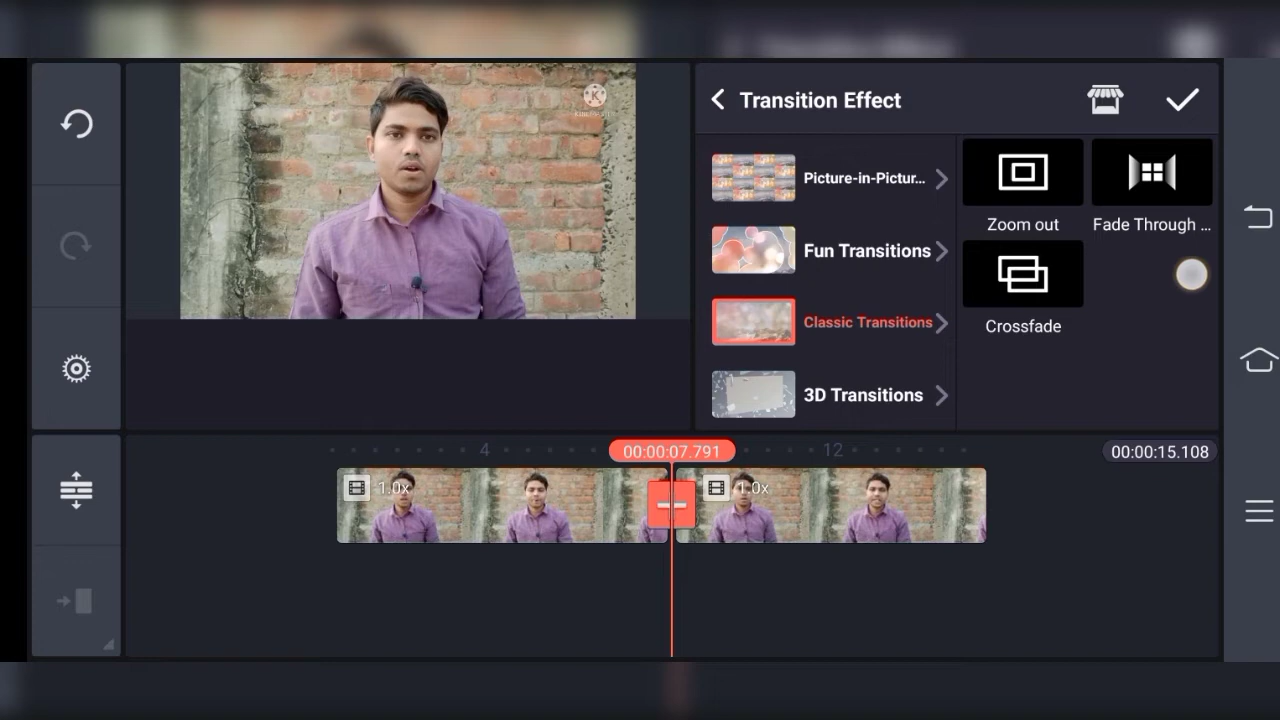 Transition Effect
Picture-in-Pictur...
Fun Transitions
Classic Transitions
3D Transitions
Zoom out
Fade Through ...
Crossfade
4
00:00:07.791
12
00:00:15.108
1.0x
1.0x